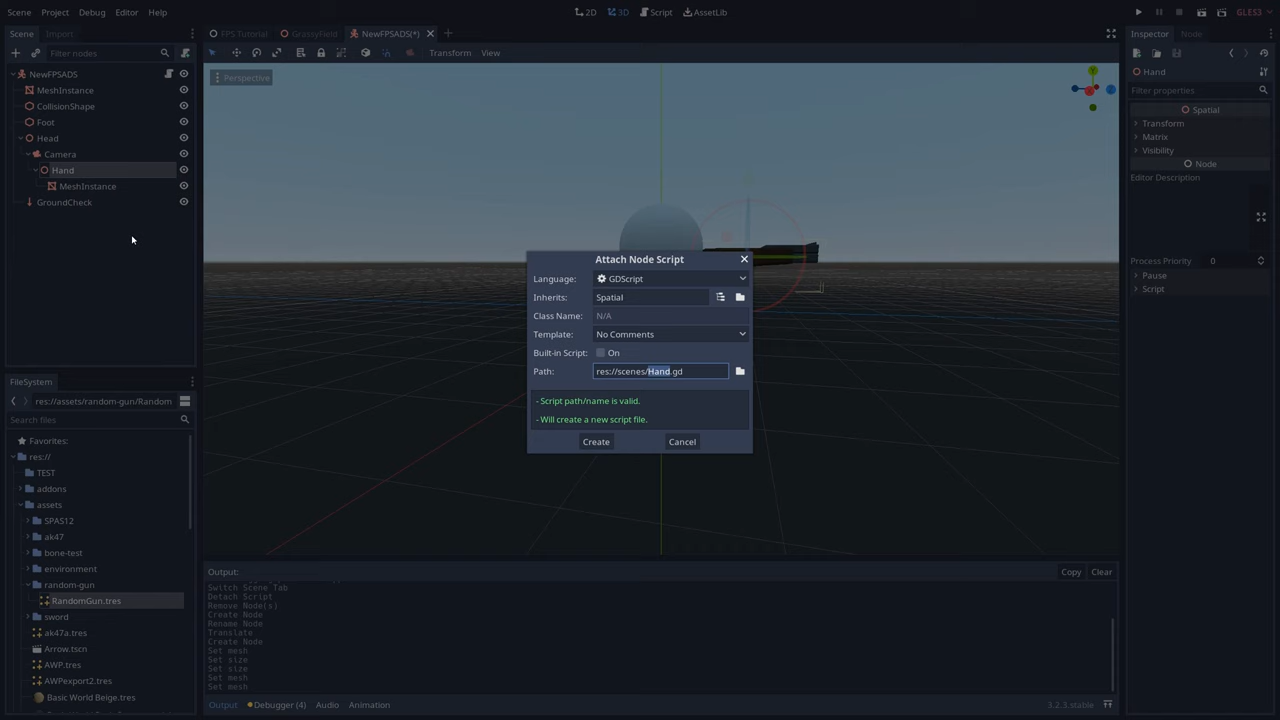 Scene Project Debug Editor Help
2D 3D Script AssetLib
GLES3
Scene Import
FPS Tutorial GrassyField NewFPSADS(*)
Inspector Node
Filter nodes
Transform View
Perspective
Y
Z
Hand
Filter properties
Spatial
Transform
Matrix
Visibility
Node
Editor Description
Process Priority 0
Pause
Script
NewFPSADS
MeshInstance
CollisionShape
Foot
Head
Camera
Hand
MeshInstance
GroundCheck
Attach Node Script
Language: GDScript
Inherits: Spatial
Class Name: N/A
Template: No Comments
Built-in Script: On
Path: res://scenes/Hand.gd
- Script path/name is valid.
- Will create a new script file.
Create Cancel
FileSystem
res://assets/random-gun/Random
Search files
Favorites:
res://
TEST
addons
assets
SPAS12
ak47
bone-test
environment
random-gun
RandomGun.tres
sword
ak47a.tres
Arrow.tscn
AWP.tres
AWPexport2.tres
Basic World Beige.tres
Output: Copy Clear
Switch Scene Tab
Detach Script
Remove Node(s)
Create Node
Rename Node
Translate
Create Node
Set mesh
Set size
Set size
Set mesh
Set mesh
Output Debugger (4) Audio Animation 3.2.3.stable